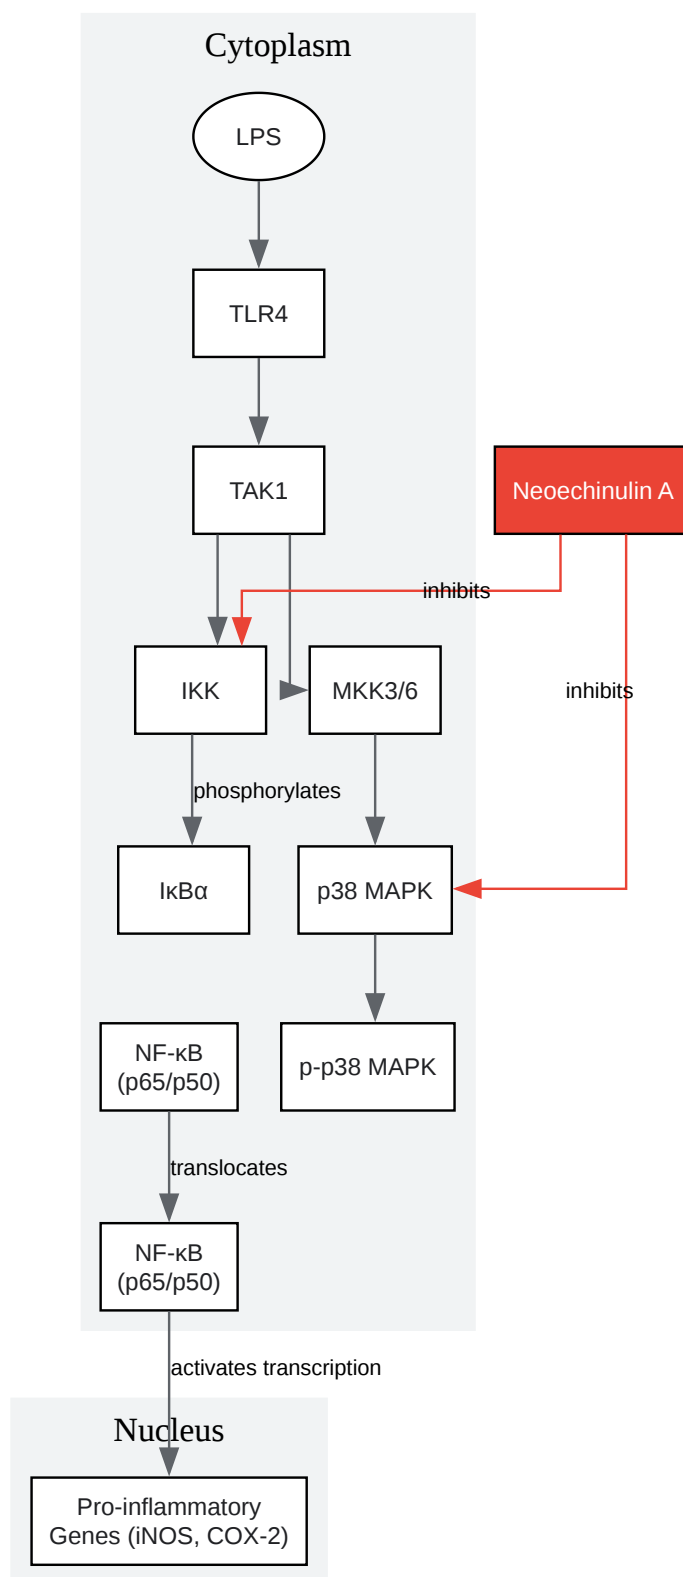 Cytoplasm
LPS
TLR4
TAK1
Neoechinulin A
inhibits
IKK
MKK3/6
inhibits
phosphorylates
IκBα
p38 MAPK
NF-κB
(p65/p50)
p-p38 MAPK
translocates
NF-κB
(p65/p50)
activates transcription
Nucleus
Pro-inflammatory
Genes (iNOS, COX-2)